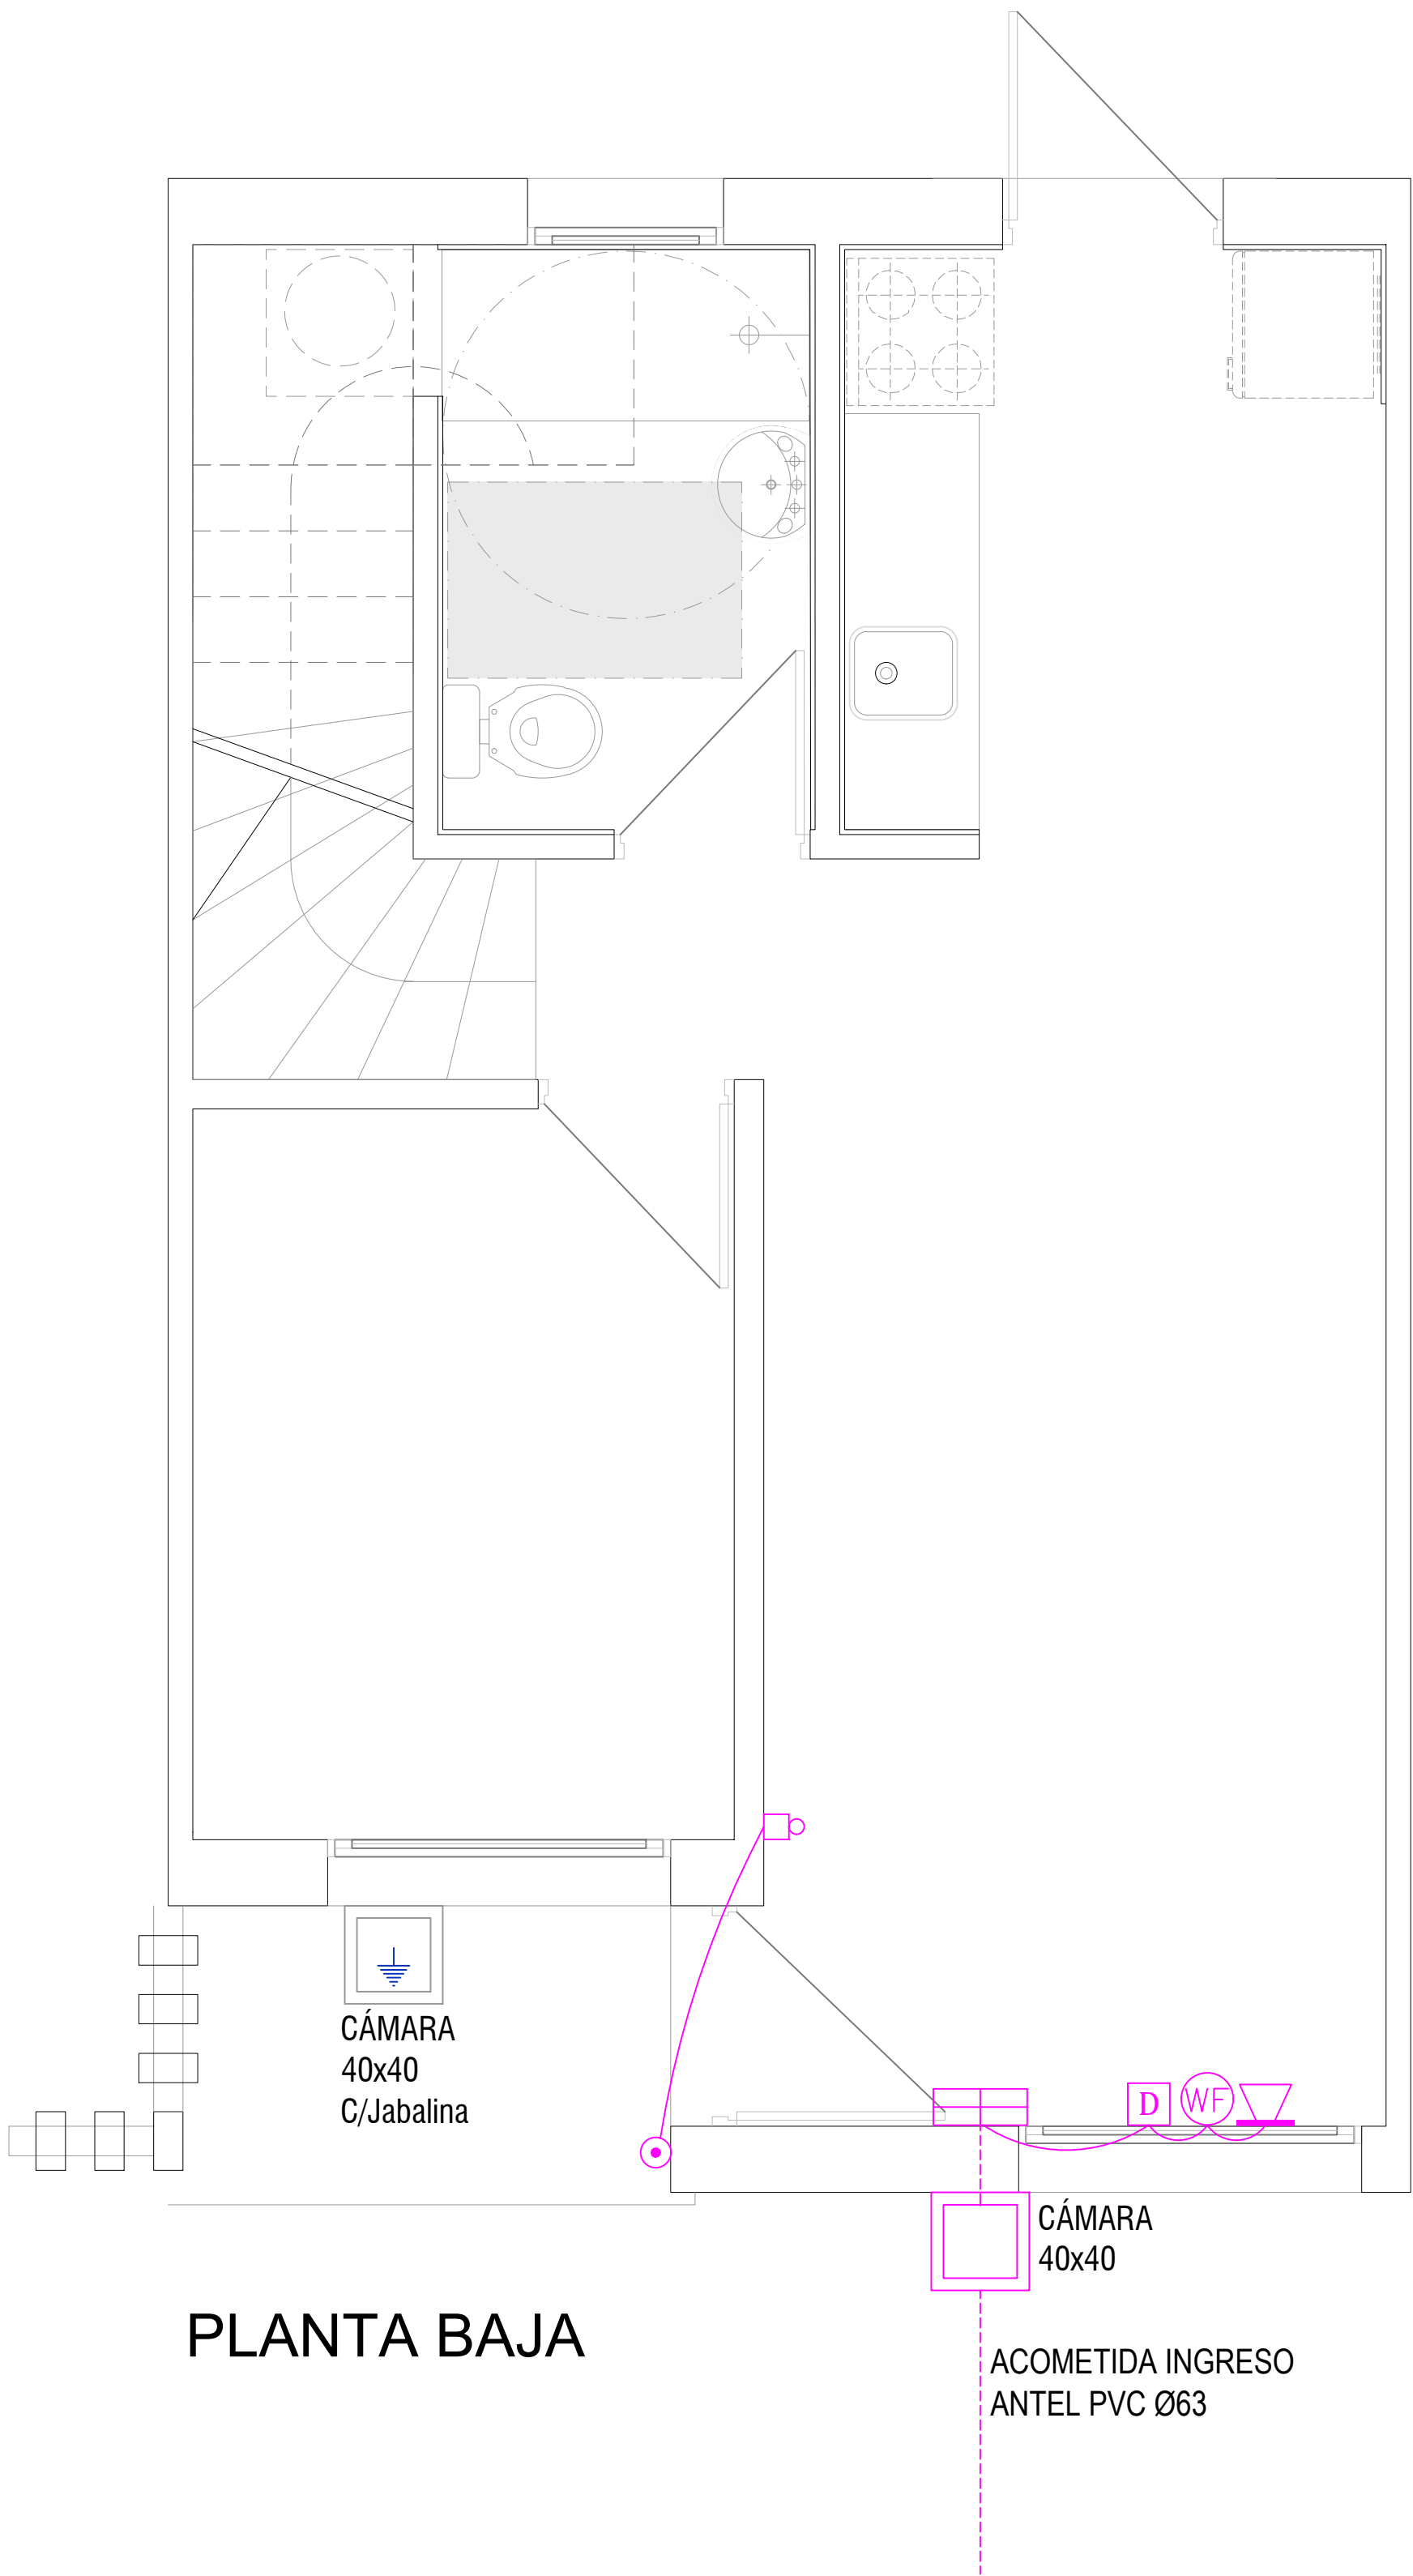 D
WF
CÁMARA
40x40
C/Jabalina
CÁMARA
40x40
PLANTA BAJA
ACOMETIDA INGRESO
ANTEL PVC Ø63